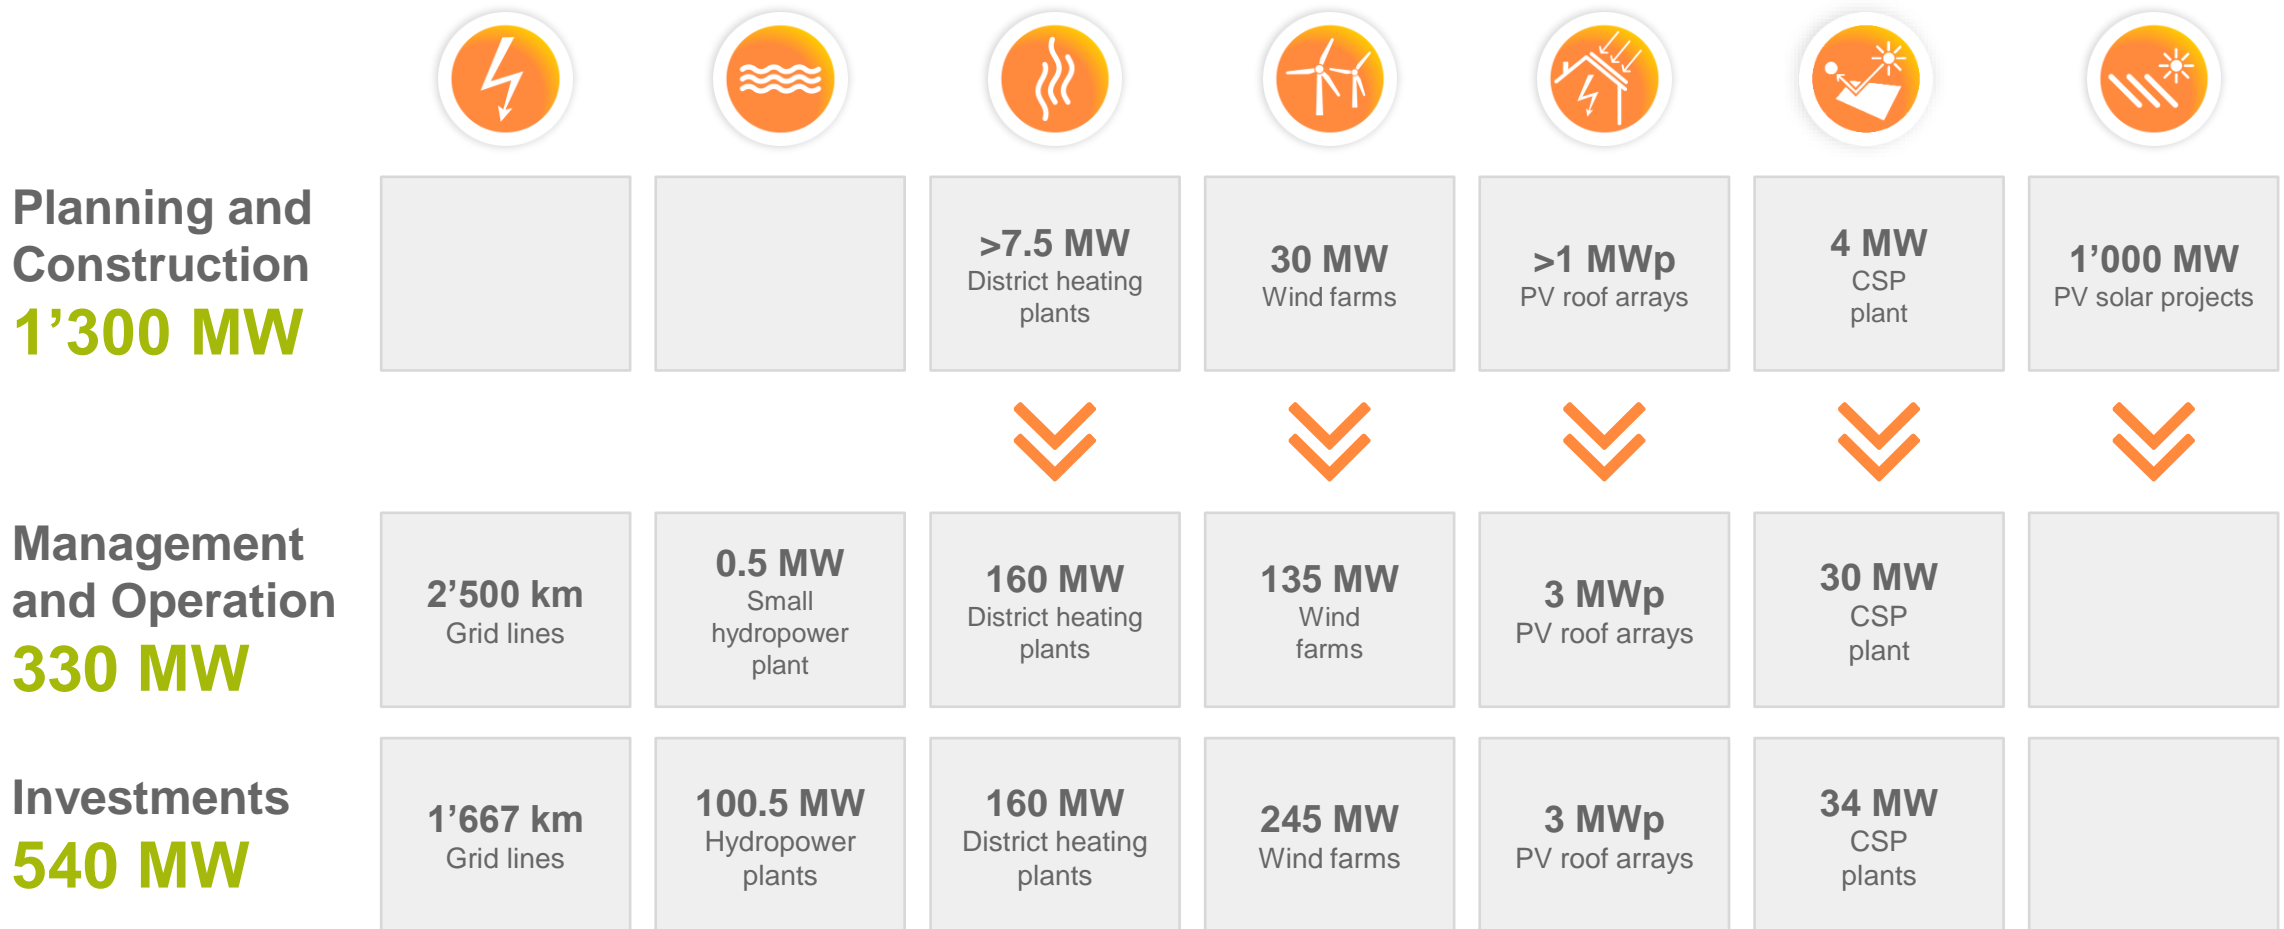 Planning and
Construction
1’300 MW
>7.5 MW
District heating
plants
30 MW
Wind farms
>1 MWp
PV roof arrays
4 MW
CSP
plant
1’000 MW
PV solar projects
Management
and Operation
330 MW
2’500 km
Grid lines
0.5 MW
Small
hydropower
plant
160 MW
District heating
plants
135 MW
Wind
farms
3 MWp
PV roof arrays
30 MW
CSP
plant
Investments
540 MW
1’667 km
Grid lines
100.5 MW
Hydropower
plants
160 MW
District heating
plants
245 MW
Wind farms
3 MWp
PV roof arrays
34 MW
CSP
plants